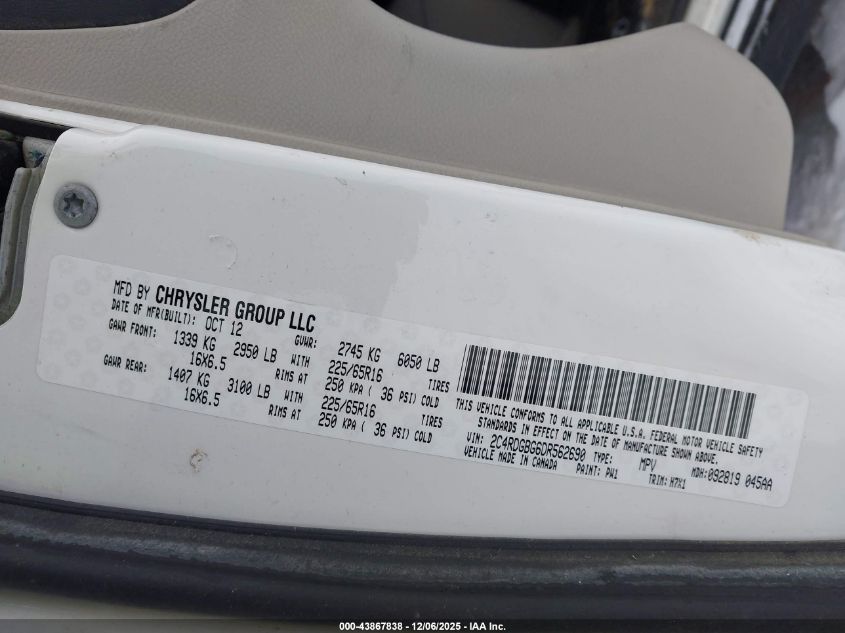 MFD BY CHRYSLER GROUP LLC
DATE OF MFR(BUILT): OCT 12 GVWR: 2745 KG 6050 LB
GAWR FRONT: 1339 KG 2950 LB WITH 225/65R16 TIRES
16X6.5 RIMS AT 250 KPA ( 36 PSI) COLD
GAWR REAR: 1407 KG 3100 LB WITH 225/65R16 TIRES
16X6.5 RIMS AT 250 KPA ( 36 PSI) COLD
THIS VEHICLE CONFORMS TO ALL APPLICABLE U.S.A. FEDERAL MOTOR VEHICLE SAFETY
STANDARDS IN EFFECT ON THE DATE OF MANUFACTURE SHOWN ABOVE.
VIN: 2C4RDGBG6DR562690 TYPE: MPV MDH:092819 045AA
VEHICLE MADE IN CANADA PAINT: PW1 TRIM: H7X1
000-43867838 - 12/06/2025 - IAA Inc.